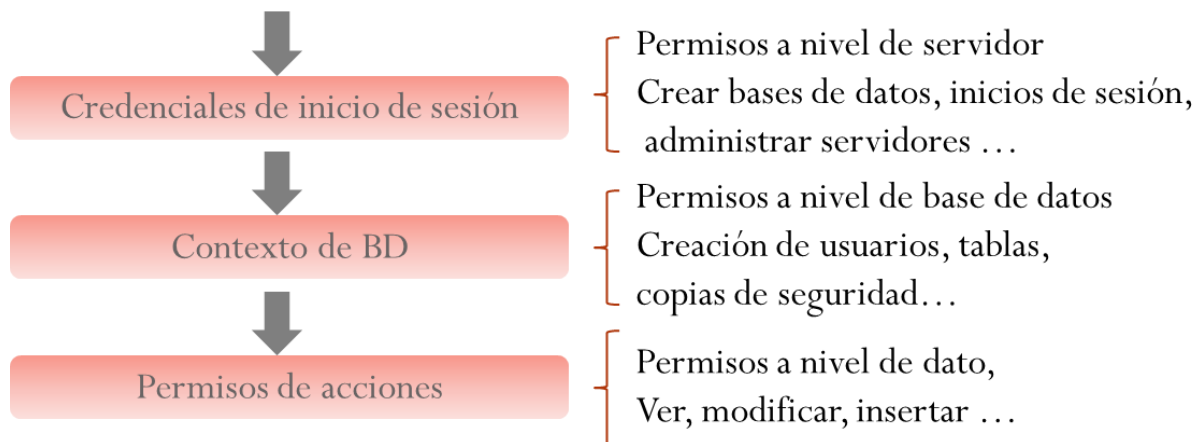 Permisos a nivel de servidor
Credenciales de inicio de sesión
Crear bases de datos, inicios de sesión,
administrar servidores …
Permisos a nivel de base de datos
Contexto de BD
Creación de usuarios, tablas,
copias de seguridad…
Permisos de acciones
Permisos a nivel de dato,
Ver, modificar, insertar …